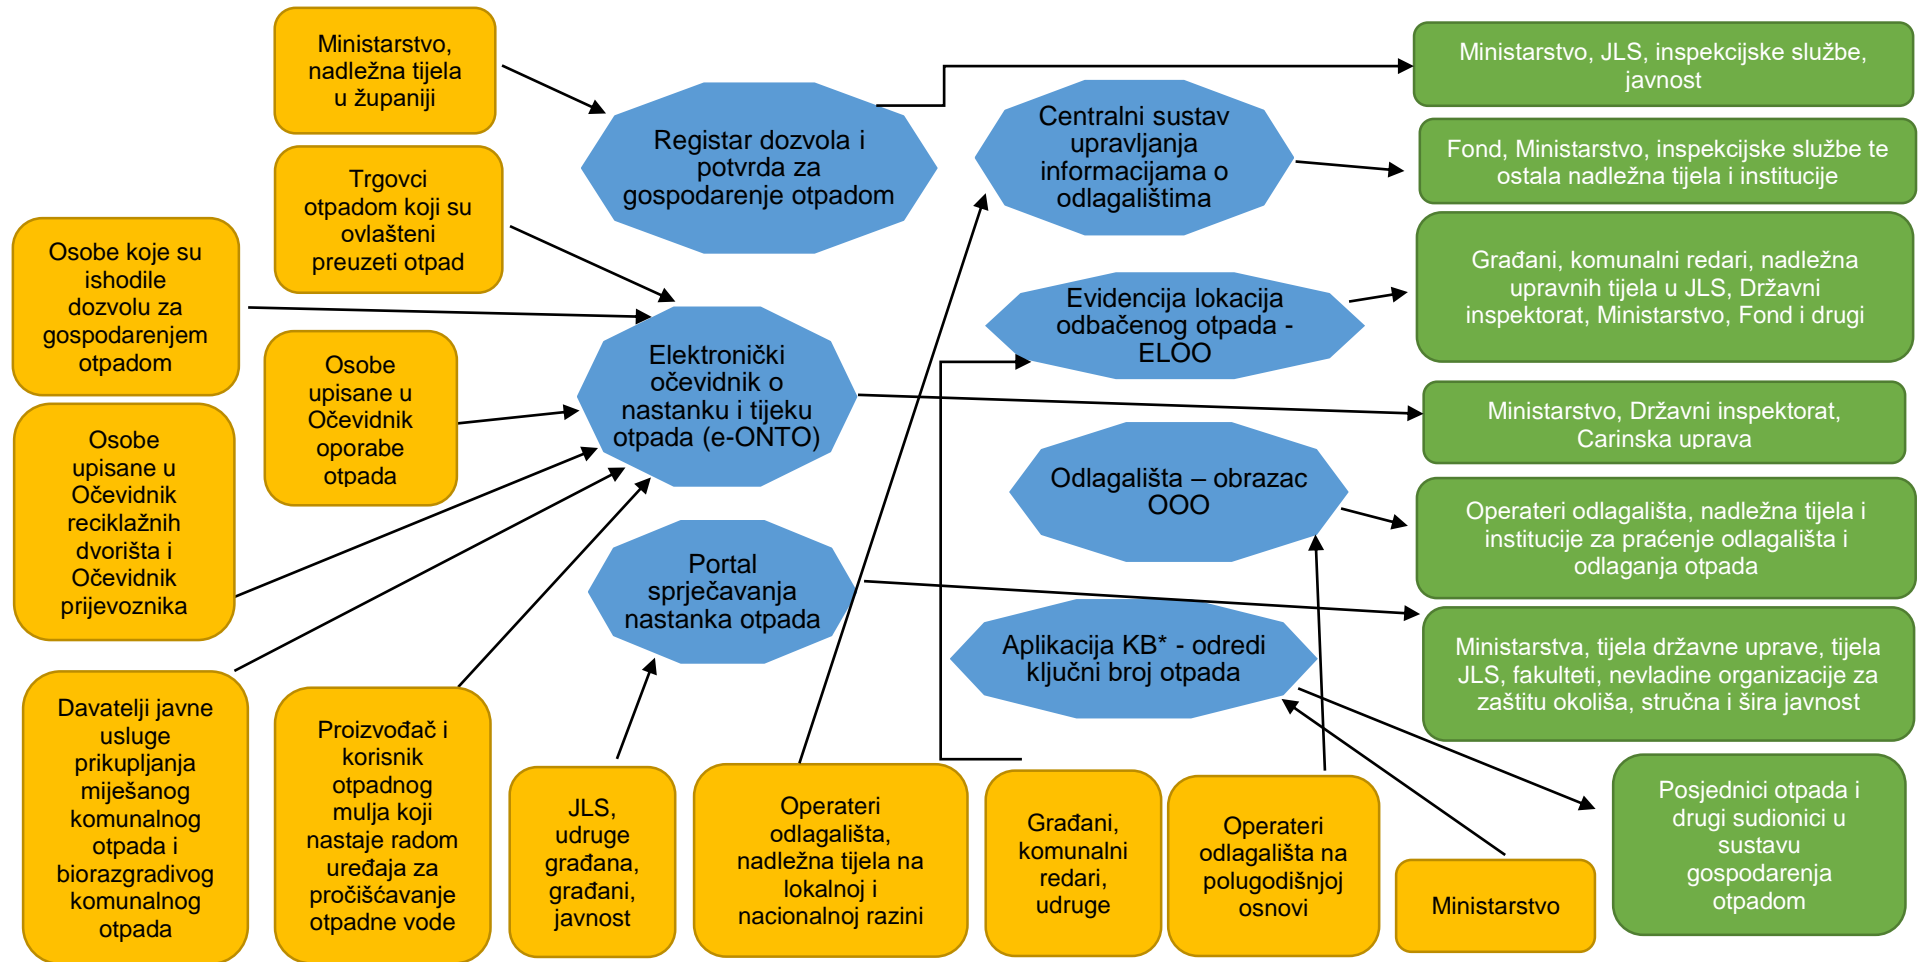 Ministarstvo,
nadležna tijela
u županiji
Trgovci
otpadom koji su
ovlašteni
preuzeti otpad
Osobe koje su
ishodile
dozvolu za
gospodarenjem
otpadom
Osobe
upisane u
Očevidnik
oporabe
otpada
Osobe
upisane u
Očevidnik
reciklažnih
dvorišta i
Očevidnik
prijevoznika
Davatelji javne
usluge
prikupljanja
miješanog
komunalnog
otpada i
biorazgradivog
komunalnog
otpada
Proizvođač i
korisnik
otpadnog
mulja koji
nastaje radom
uređaja za
pročišćavanje
otpadne vode
JLS,
udruge
građana,
građani,
javnost
Operateri
odlagališta,
nadležna tijela na
lokalnoj i
nacionalnoj razini
Građani,
komunalni
redari,
udruge
Operateri
odlagališta na
polugodišnjoj
osnovi
Ministarstvo
Registar dozvola i
potvrda za
gospodarenje otpadom
Elektronički
očevidnik o
nastanku i tijeku
otpada (e-ONTO)
Portal
sprječavanja
nastanka otpada
Centralni sustav
upravljanja
informacijama o
odlagalištima
Evidencija lokacija
odbačenog otpada -
ELOO
Odlagališta – obrazac
OOO
Aplikacija KB* - odredi
ključni broj otpada
Ministarstvo, JLS, inspekcijske službe,
javnost
Fond, Ministarstvo, inspekcijske službe te
ostala nadležna tijela i institucije
Građani, komunalni redari, nadležna
upravnih tijela u JLS, Državni
inspektorat, Ministarstvo, Fond i drugi
Ministarstvo, Državni inspektorat,
Carinska uprava
Operateri odlagališta, nadležna tijela i
institucije za praćenje odlagališta i
odlaganja otpada
Ministarstva, tijela državne uprave, tijela
JLS, fakulteti, nevladine organizacije za
zaštitu okoliša, stručna i šira javnost
Posjednici otpada i
drugi sudionici u
sustavu
gospodarenja
otpadom